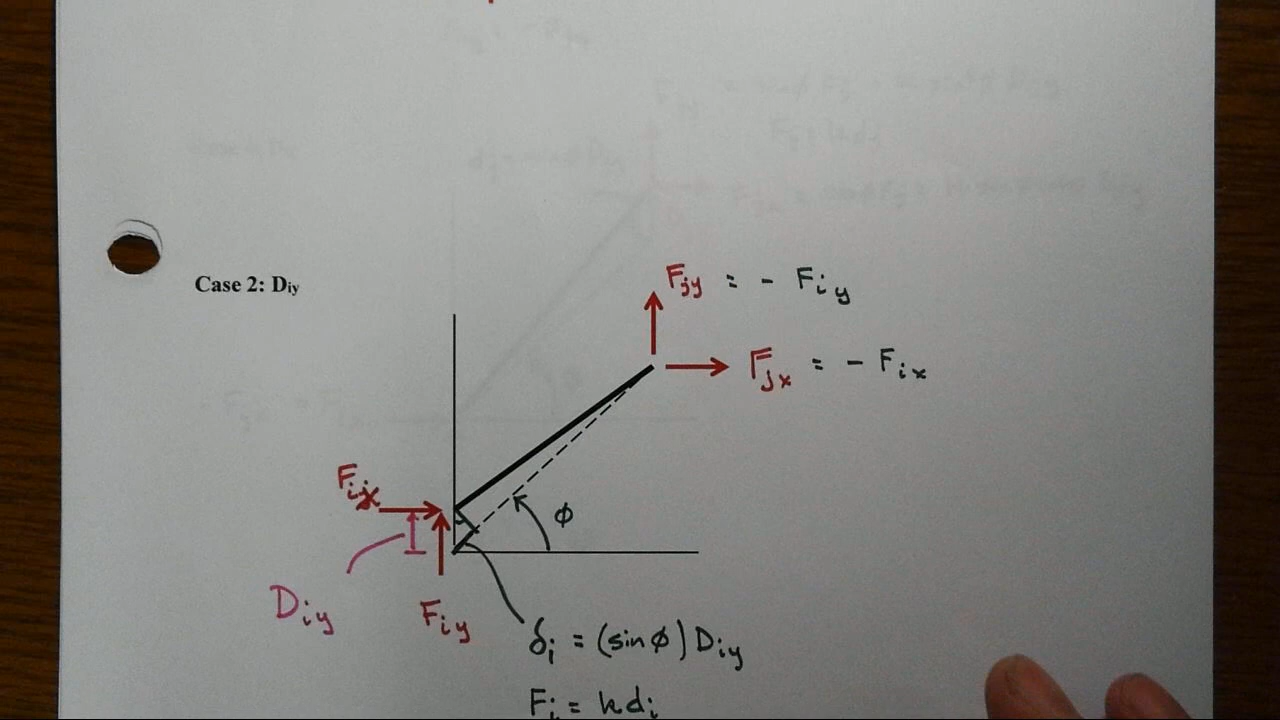 Case 2: Diy
Fjy = - Fiy
Fjx = - Fix
Fix
ϕ
Diy
Fiy
δi = (sinϕ) Diy
Fi = kdi